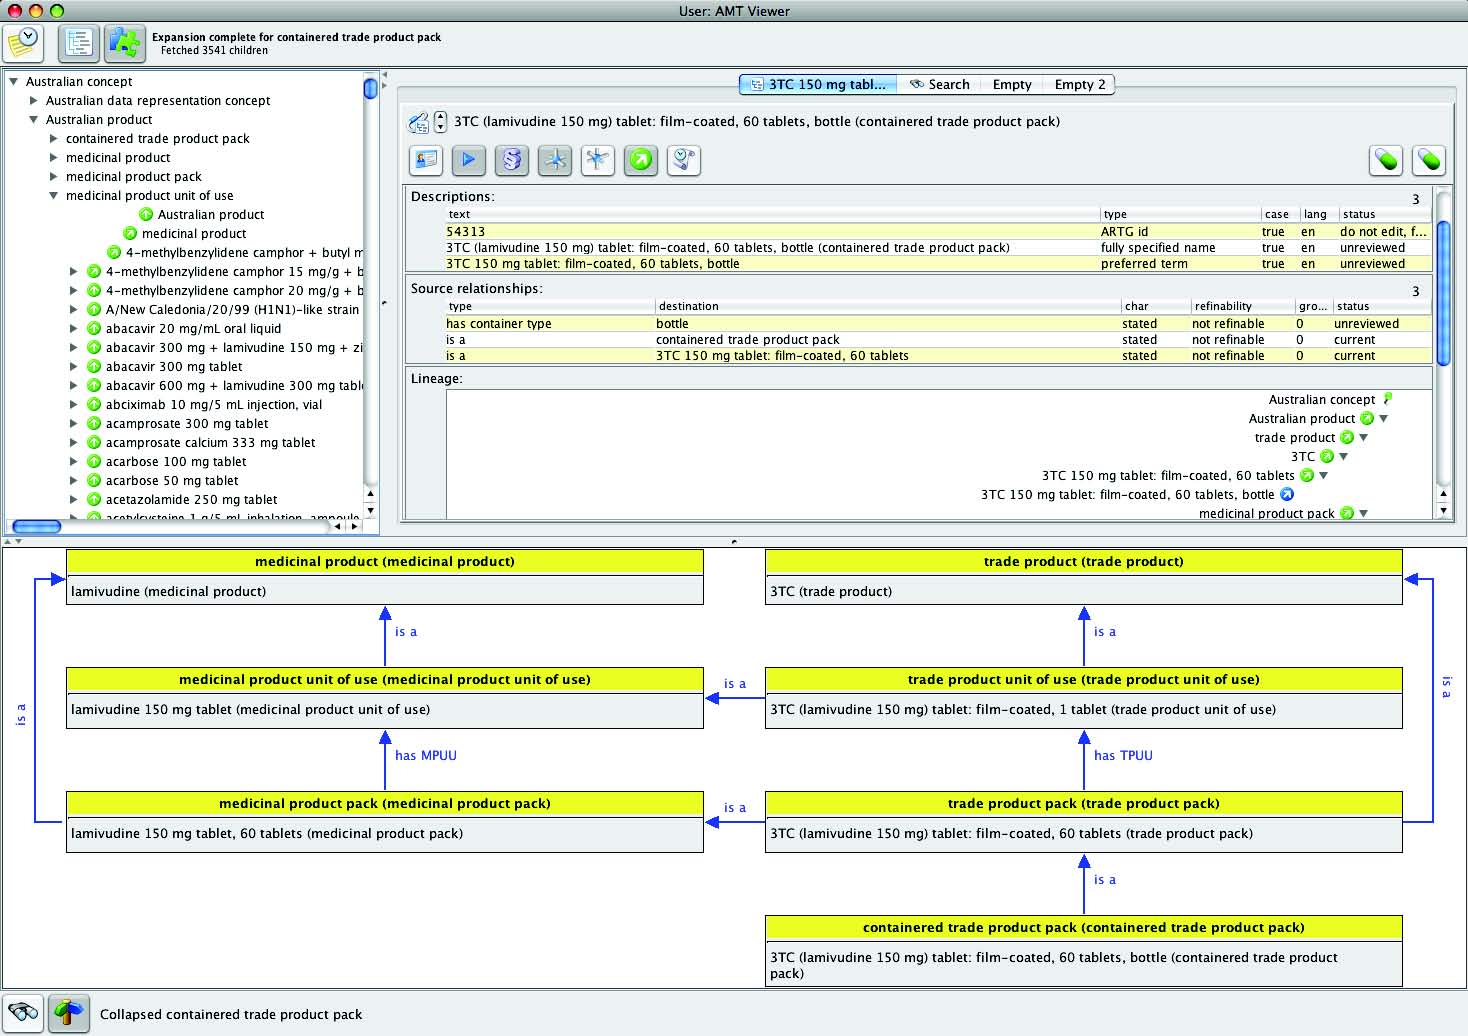 User: AMT Viewer
Expansion complete for containered trade product pack
Fetched 3541 children
Australian concept
Australian data representation concept
Australian product
containered trade product pack
medicinal product
medicinal product pack
medicinal product unit of use
Australian product
medicinal product
4-methylbenzylidene camphor + butyl m
4-methylbenzylidene camphor 15 mg/g + b
4-methylbenzylidene camphor 20 mg/g + b
A/New Caledonia/20/99 (H1N1)-like strain
abacavir 20 mg/mL oral liquid
abacavir 300 mg + lamivudine 150 mg + zi
abacavir 300 mg tablet
abacavir 600 mg + lamivudine 300 mg tabl
abciximab 10 mg/5 mL injection, vial
acamprosate 300 mg tablet
acamprosate calcium 333 mg tablet
acarbose 100 mg tablet
acarbose 50 mg tablet
acetazolamide 250 mg tablet
acetylcysteine 1 g/5 mL inhalation, ampoule
3TC 150 mg tabl... Search Empty Empty 2
3TC (lamivudine 150 mg) tablet: film-coated, 60 tablets, bottle (containered trade product pack)
Descriptions: 3
text type case lang status
54313 ARTG id true en do not edit, f...
3TC (lamivudine 150 mg) tablet: film-coated, 60 tablets, bottle (containered trade product pack) fully specified name true en unreviewed
3TC 150 mg tablet: film-coated, 60 tablets, bottle preferred term true en unreviewed
Source relationships: 3
type destination char refinability gro... status
has container type bottle stated not refinable 0 unreviewed
is a containered trade product pack stated not refinable 0 current
is a 3TC 150 mg tablet: film-coated, 60 tablets stated not refinable 0 current
Lineage:
Australian concept
Australian product
trade product
3TC
3TC 150 mg tablet: film-coated, 60 tablets
3TC 150 mg tablet: film-coated, 60 tablets, bottle
medicinal product pack
medicinal product (medicinal product)
lamivudine (medicinal product)
trade product (trade product)
3TC (trade product)
is a
is a
medicinal product unit of use (medicinal product unit of use)
lamivudine 150 mg tablet (medicinal product unit of use)
is a
trade product unit of use (trade product unit of use)
3TC (lamivudine 150 mg) tablet: film-coated, 1 tablet (trade product unit of use)
is a
is a
has MPUU
has TPUU
medicinal product pack (medicinal product pack)
lamivudine 150 mg tablet, 60 tablets (medicinal product pack)
is a
trade product pack (trade product pack)
3TC (lamivudine 150 mg) tablet: film-coated, 60 tablets (trade product pack)
is a
containered trade product pack (containered trade product pack)
3TC (lamivudine 150 mg) tablet: film-coated, 60 tablets, bottle (containered trade product
pack)
Collapsed containered trade product pack